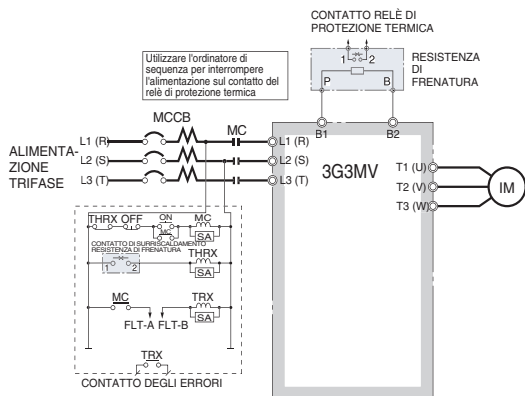 CONTATTO RELÈ DI
PROTEZIONE TERMICA
1 2
RESISTENZA
DI
FRENATURA
P B
Utilizzare l'ordinatore di
sequenza per interrompere
l'alimentazione sul contatto del
relè di protezione termica
B1 B2
MCCB
MC
ALIMENTA-
ZIONE
TRIFASE
L1 (R) L1 (R)
L2 (S) L2 (S)
L3 (T) L3 (T)
3G3MV
T1 (U)
T2 (V)
T3 (W)
IM
THRX OFF ON MC
MC SA
CONTATTO DI SURRISCALDAMENTO
RESISTENZA DI FRENATURA
1 2
THRX
SA
MC
TRX
SA
FLT-A FLT-B
TRX
CONTATTO DEGLI ERRORI